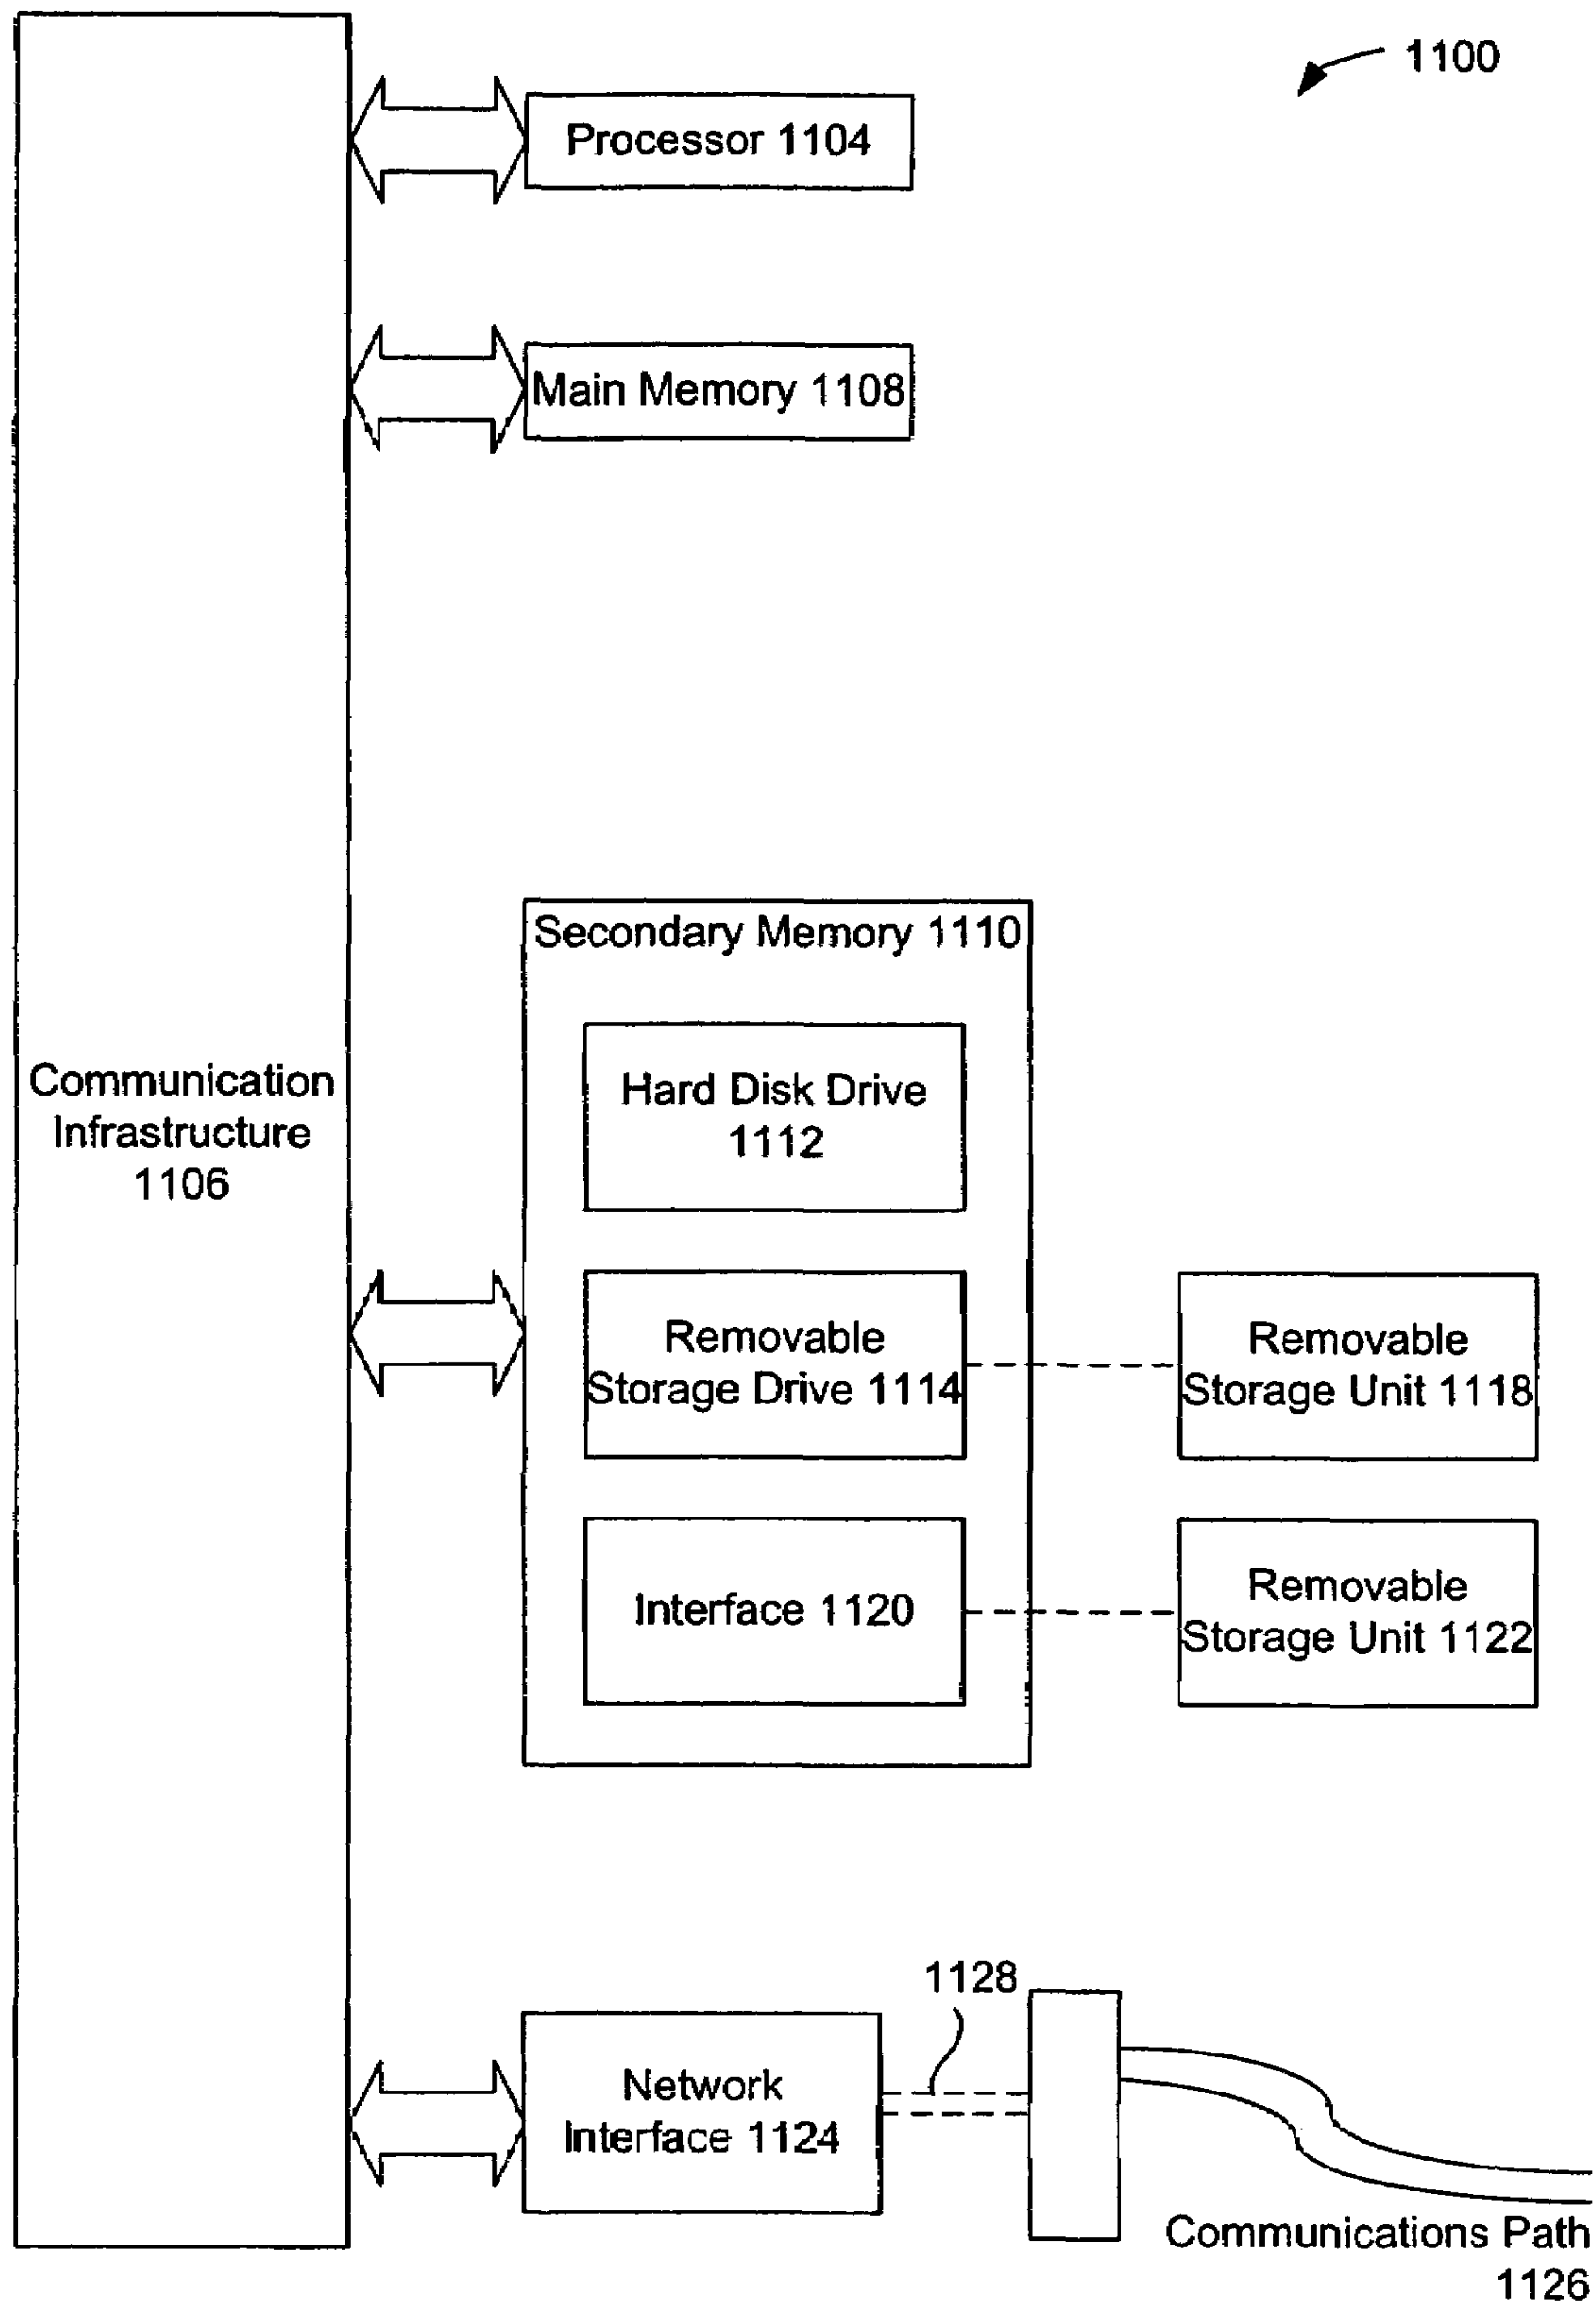 1100
Processor 1104
Main Memory 1108
Secondary Memory 1110
Hard Disk Drive
1112
Communication
Infrastructure
1106
Removable
Storage Drive 1114
Removable
Storage Unit 1118
Interface 1120
Removable
Storage Unit 1122
1128
Network
Interface 1124
Communications Path
1126